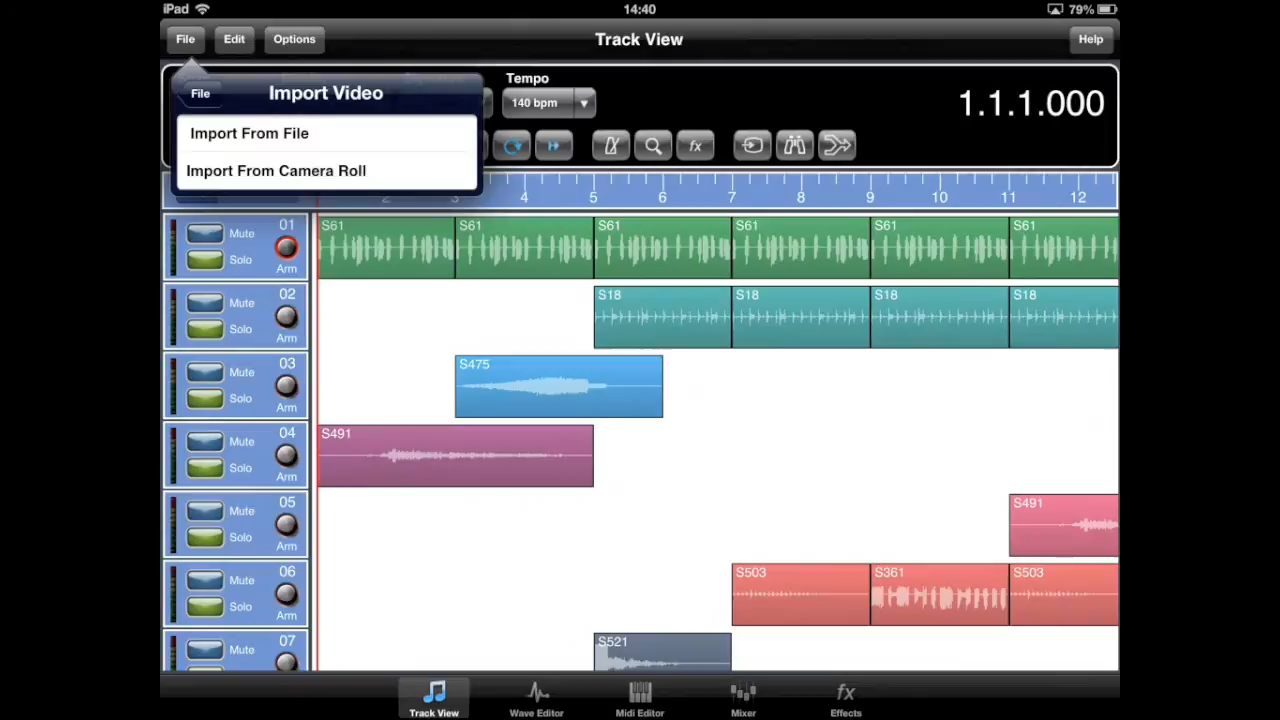 iPad 14:40 79%
File Edit Options Track View Help
File Import Video
Tempo
140 bpm
1.1.1.000
Import From File
Import From Camera Roll
fx
4 5 6 7 8 9 10 11 12
01 Mute Solo Arm S61 S61 S61 S61 S61 S61
02 Mute Solo Arm S18 S18 S18 S18
03 Mute Solo Arm S475
04 Mute Solo Arm S491
05 Mute Solo Arm S491
06 Mute Solo Arm S503 S361 S503
07 Mute S521
fx
Track View Wave Editor Midi Editor Mixer Effects